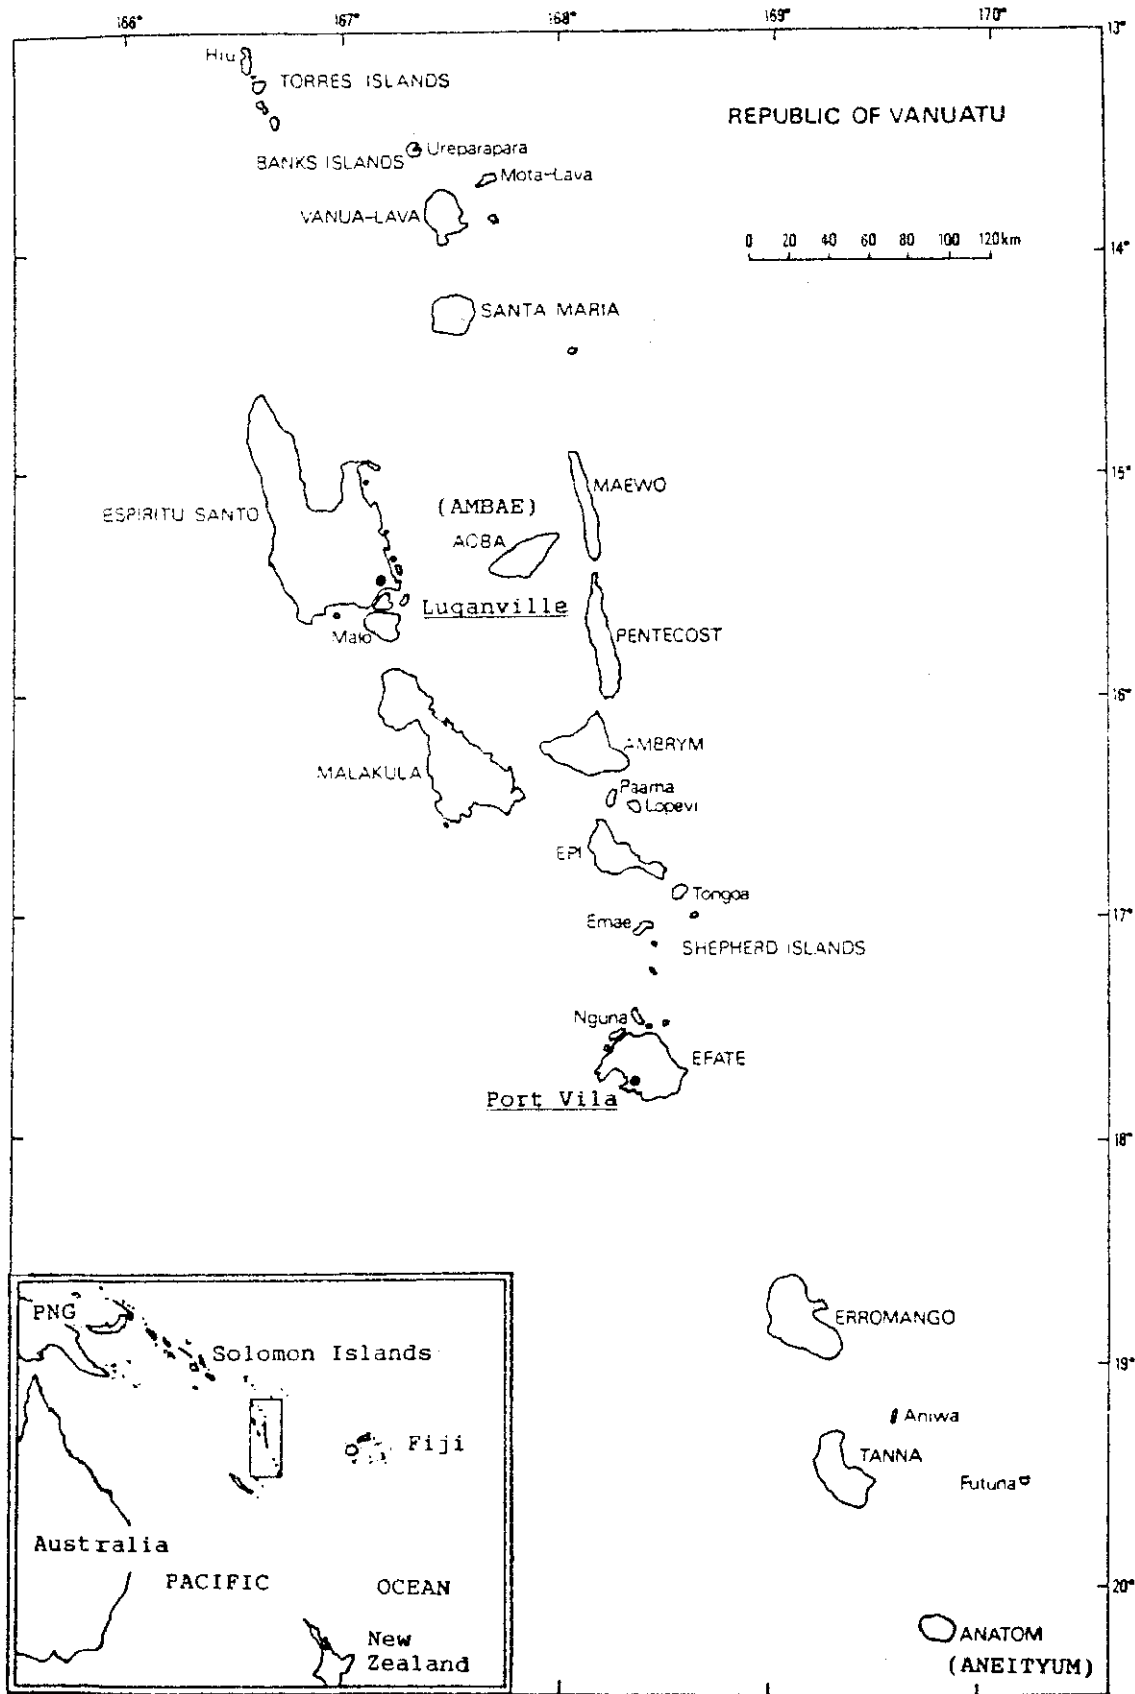 166° 167° 168° 169° 170° 13°
Hiu
TORRES ISLANDS
REPUBLIC OF VANUATU
Ureparapara
BANKS ISLANDS
Mota-Lava
VANUA-LAVA
0 20 40 60 80 100 120km
14°
SANTA MARIA
15°
MAEWO
(AMBAE)
ESPIRITU SANTO
AOBA
Luganville
Malo
PENTECOST
16°
AMBRYM
MALAKULA
Paama
Lopevi
EPI
Tongoa
17°
Emae
SHEPHERD ISLANDS
Nguna
EFATE
Port Vila
18°
ERROMANGO
19°
Aniwa
TANNA
Futuna
20°
ANATOM
(ANEITYUM)
PNG
Solomon Islands
Fiji
Australia
PACIFIC OCEAN
New
Zealand